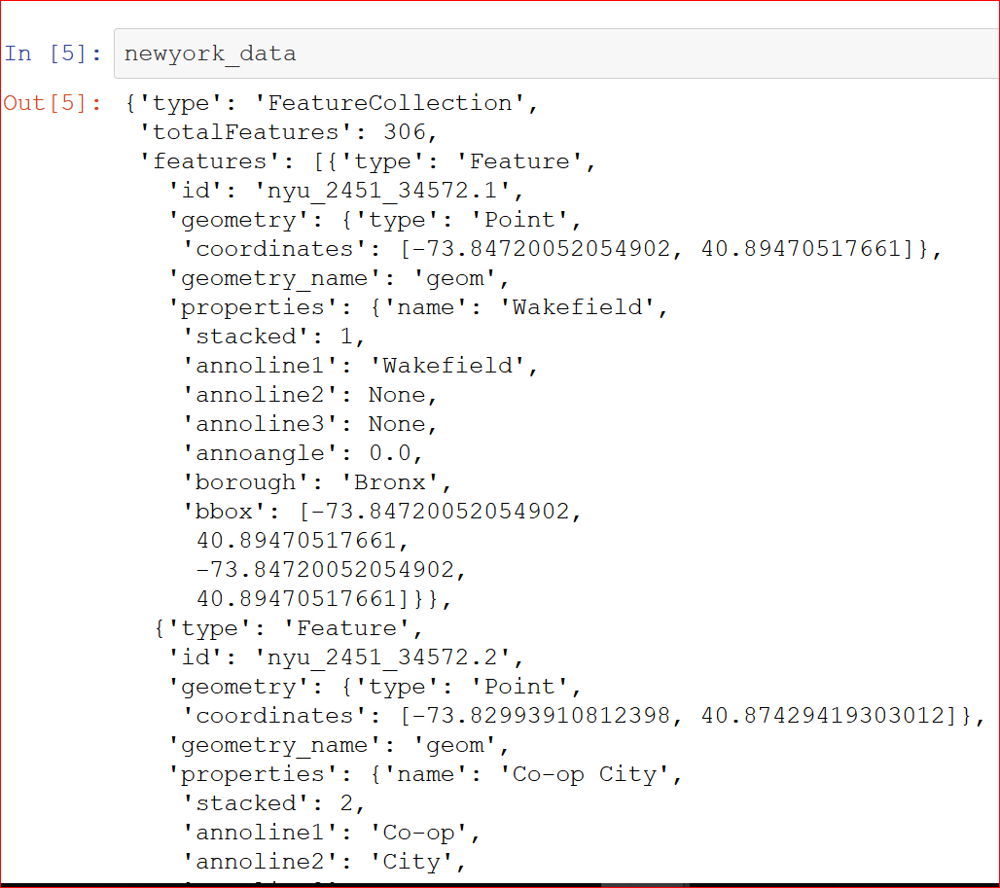 In [5]: newyork_data
Out[5]: {'type': 'FeatureCollection',
'totalFeatures': 306,
'features': [{'type': 'Feature',
'id': 'nyu_2451_34572.1',
'geometry': {'type': 'Point',
'coordinates': [-73.84720052054902, 40.89470517661]},
'geometry_name': 'geom',
'properties': {'name': 'Wakefield',
'stacked': 1,
'annoline1': 'Wakefield',
'annoline2': None,
'annoline3': None,
'annoangle': 0.0,
'borough': 'Bronx',
'bbox': [-73.84720052054902,
40.89470517661,
-73.84720052054902,
40.89470517661]}},
{'type': 'Feature',
'id': 'nyu_2451_34572.2',
'geometry': {'type': 'Point',
'coordinates': [-73.82993910812398, 40.87429419303012]},
'geometry_name': 'geom',
'properties': {'name': 'Co-op City',
'stacked': 2,
'annoline1': 'Co-op',
'annoline2': 'City',